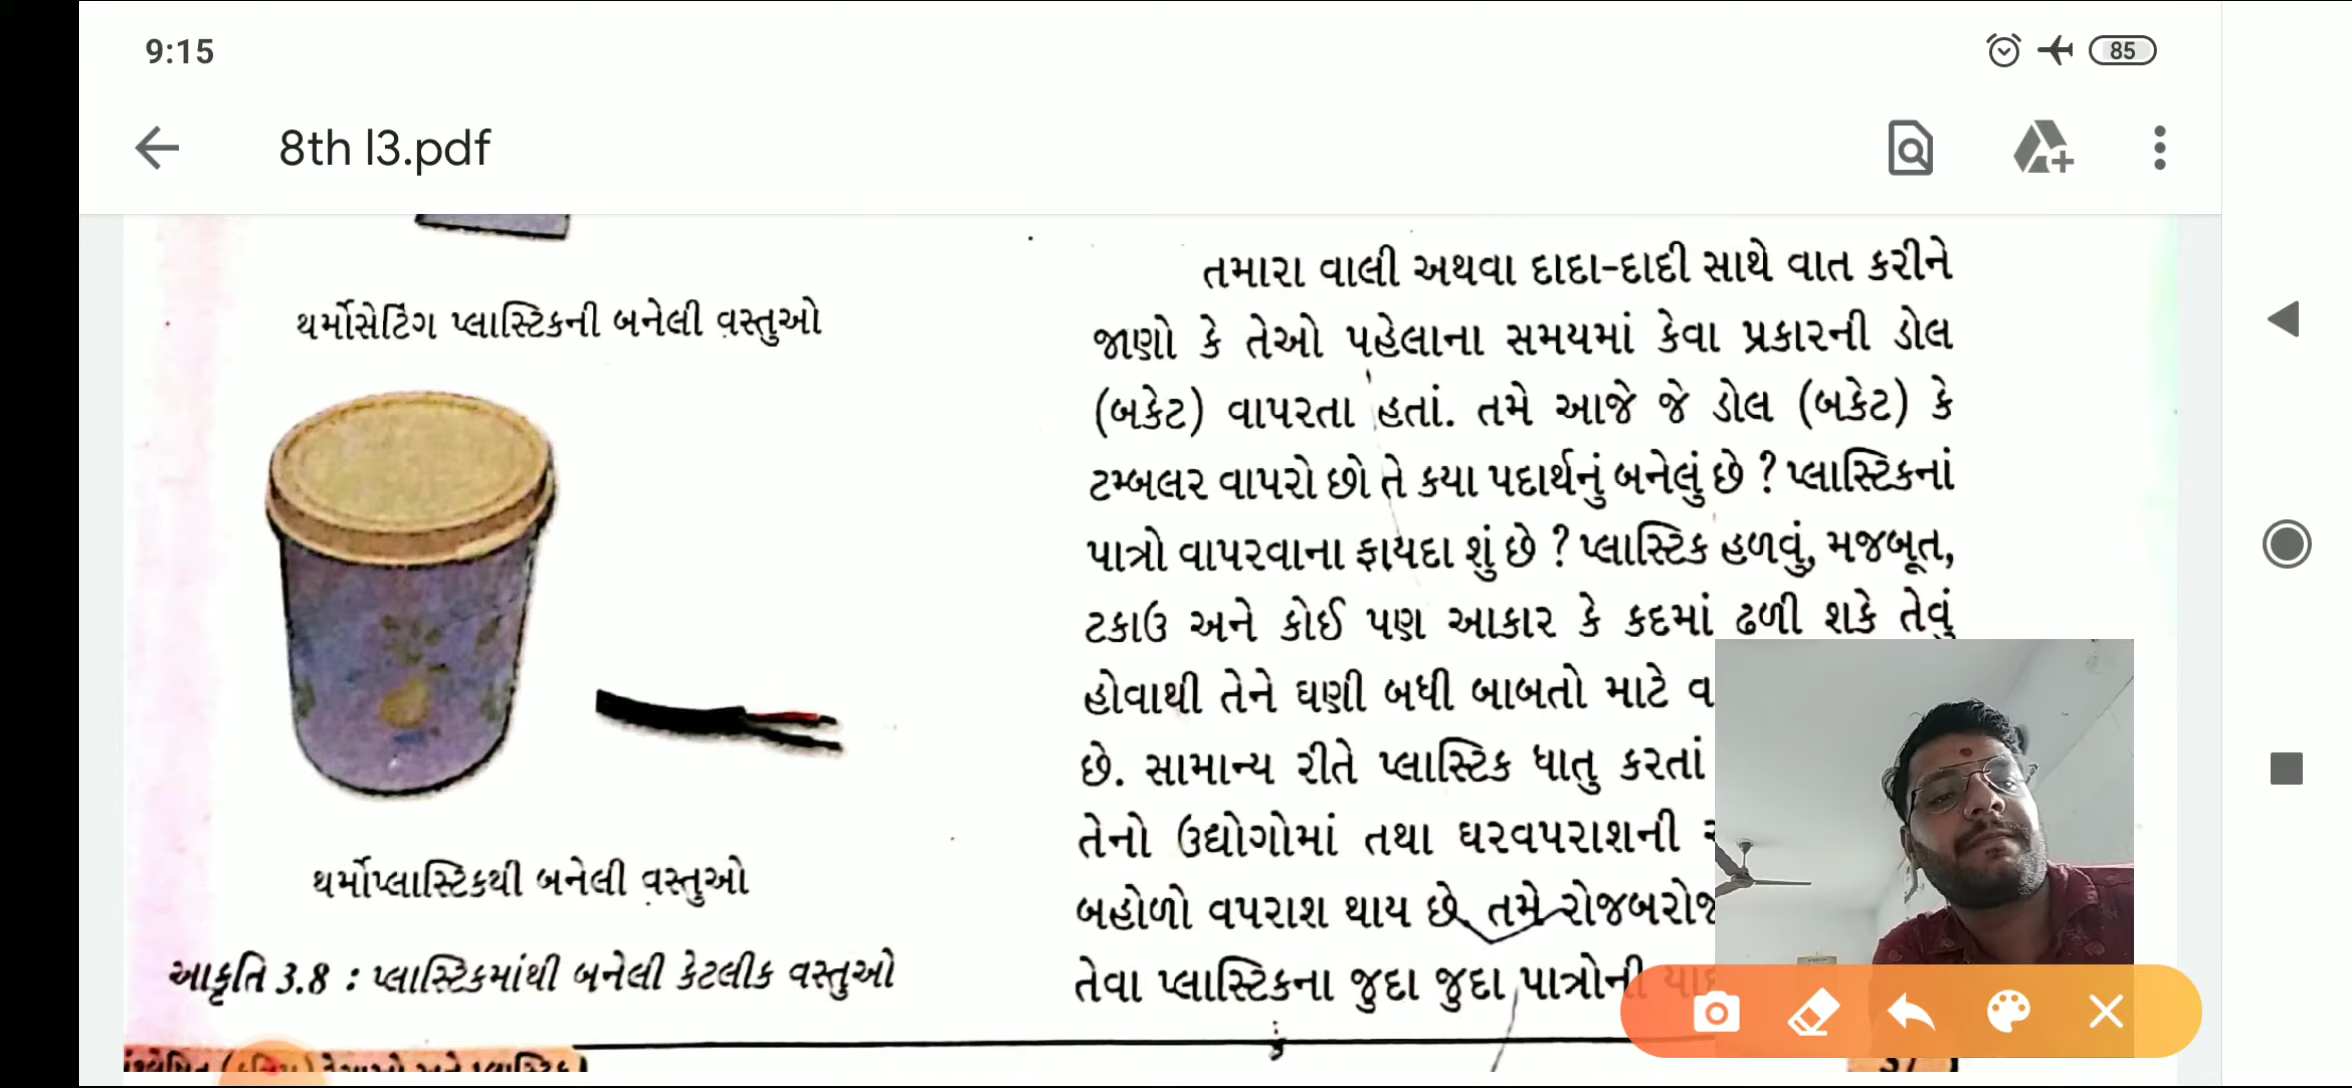 9:15
85
8th l3.pdf
થર્મોસેટિંગ પ્લાસ્ટિકની બનેલી વસ્તુઓ
થર્મોપ્લાસ્ટિકથી બનેલી વસ્તુઓ
આકૃતિ 3.8 : પ્લાસ્ટિકમાંથી બનેલી કેટલીક વસ્તુઓ
તમારા વાલી અથવા દાદા-દાદી સાથે વાત કરીને
જાણો કે તેઓ પહેલાના સમયમાં કેવા પ્રકારની ડોલ
(બકેટ) વાપરતા હતાં. તમે આજે જે ડોલ (બકેટ) કે
ટમ્બલર વાપરો છો તે કયા પદાર્થનું બનેલું છે ? પ્લાસ્ટિકનાં
પાત્રો વાપરવાના ફાયદા શું છે ? પ્લાસ્ટિક હળવું, મજબૂત,
ટકાઉ અને કોઈ પણ આકાર કે કદમાં ઢળી શકે તેવું
હોવાથી તેને ઘણી બધી બાબતો માટે
છે. સામાન્ય રીતે પ્લાસ્ટિક ધાતુ કરતાં
તેનો ઉદ્યોગોમાં તથા ઘરવપરાશની
બહોળો વપરાશ થાય છે. તમે રોજબરોજ
તેવા પ્લાસ્ટિકના જુદા જુદા પાત્રોની